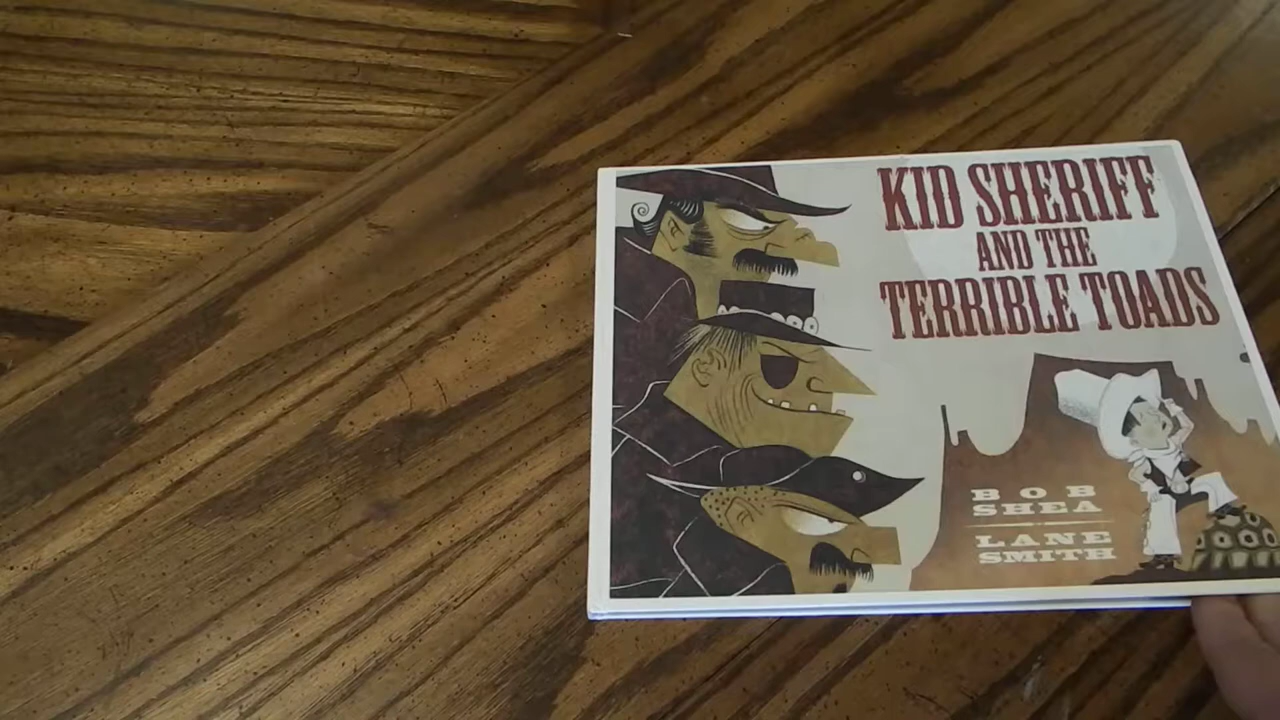 KID SHERIFF
AND THE
TERRIBLE TOADS
BOB
SHEA
LANE
SMITH